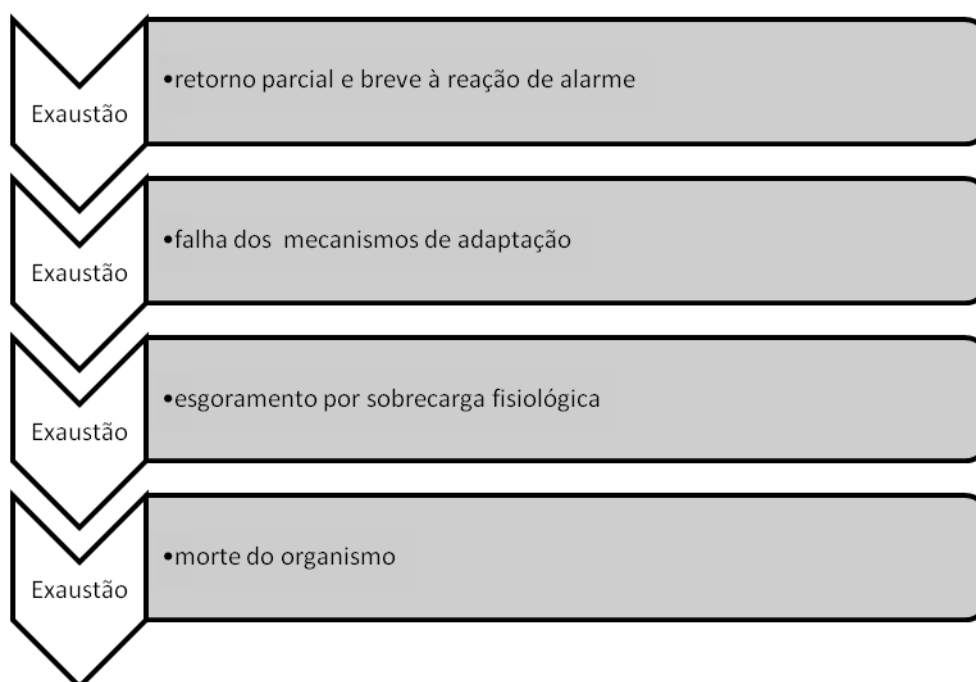 Exaustão
•retorno parcial e breve à reação de alarme
Exaustão
•falha dos mecanismos de adaptação
Exaustão
•esgoramento por sobrecarga fisiológica
Exaustão
•morte do organismo